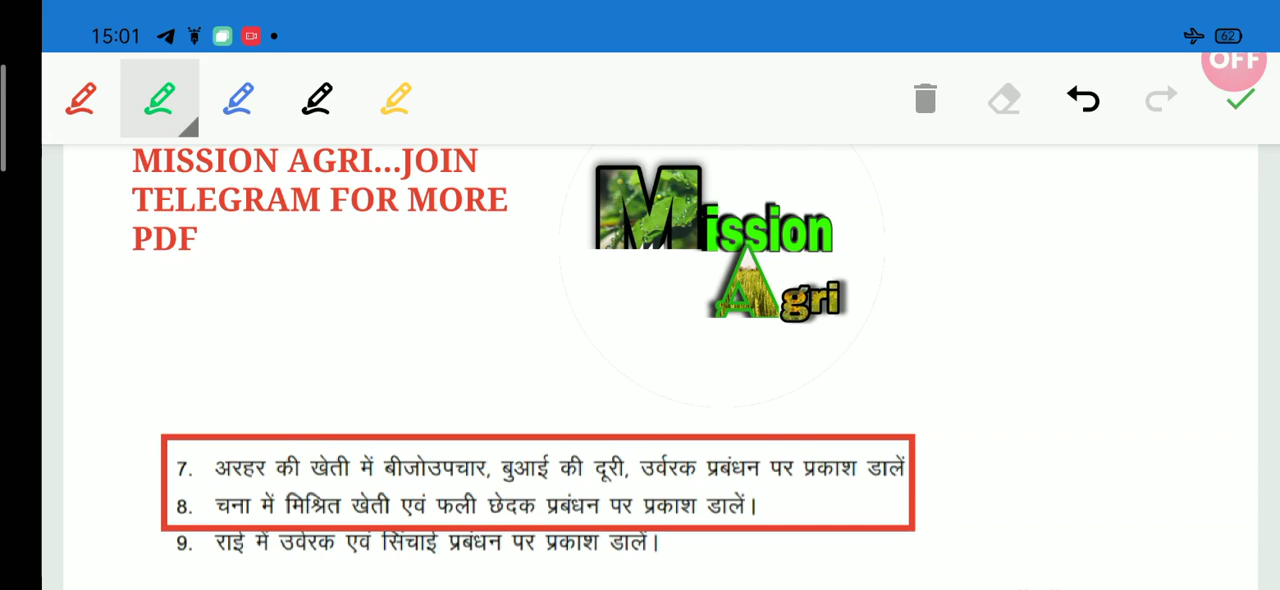 15:01
62
OFF
MISSION AGRI...JOIN
TELEGRAM FOR MORE
PDF
Mission
Agri
7. अरहर की खेती में बीजोउपचार, बुआई की दूरी, उर्वरक प्रबंधन पर प्रकाश डालें
8. चना में मिश्रित खेती एवं फली छेदक प्रबंधन पर प्रकाश डालें।
9. राई में उर्वरक एवं सिंचाई प्रबंधन पर प्रकाश डालें।